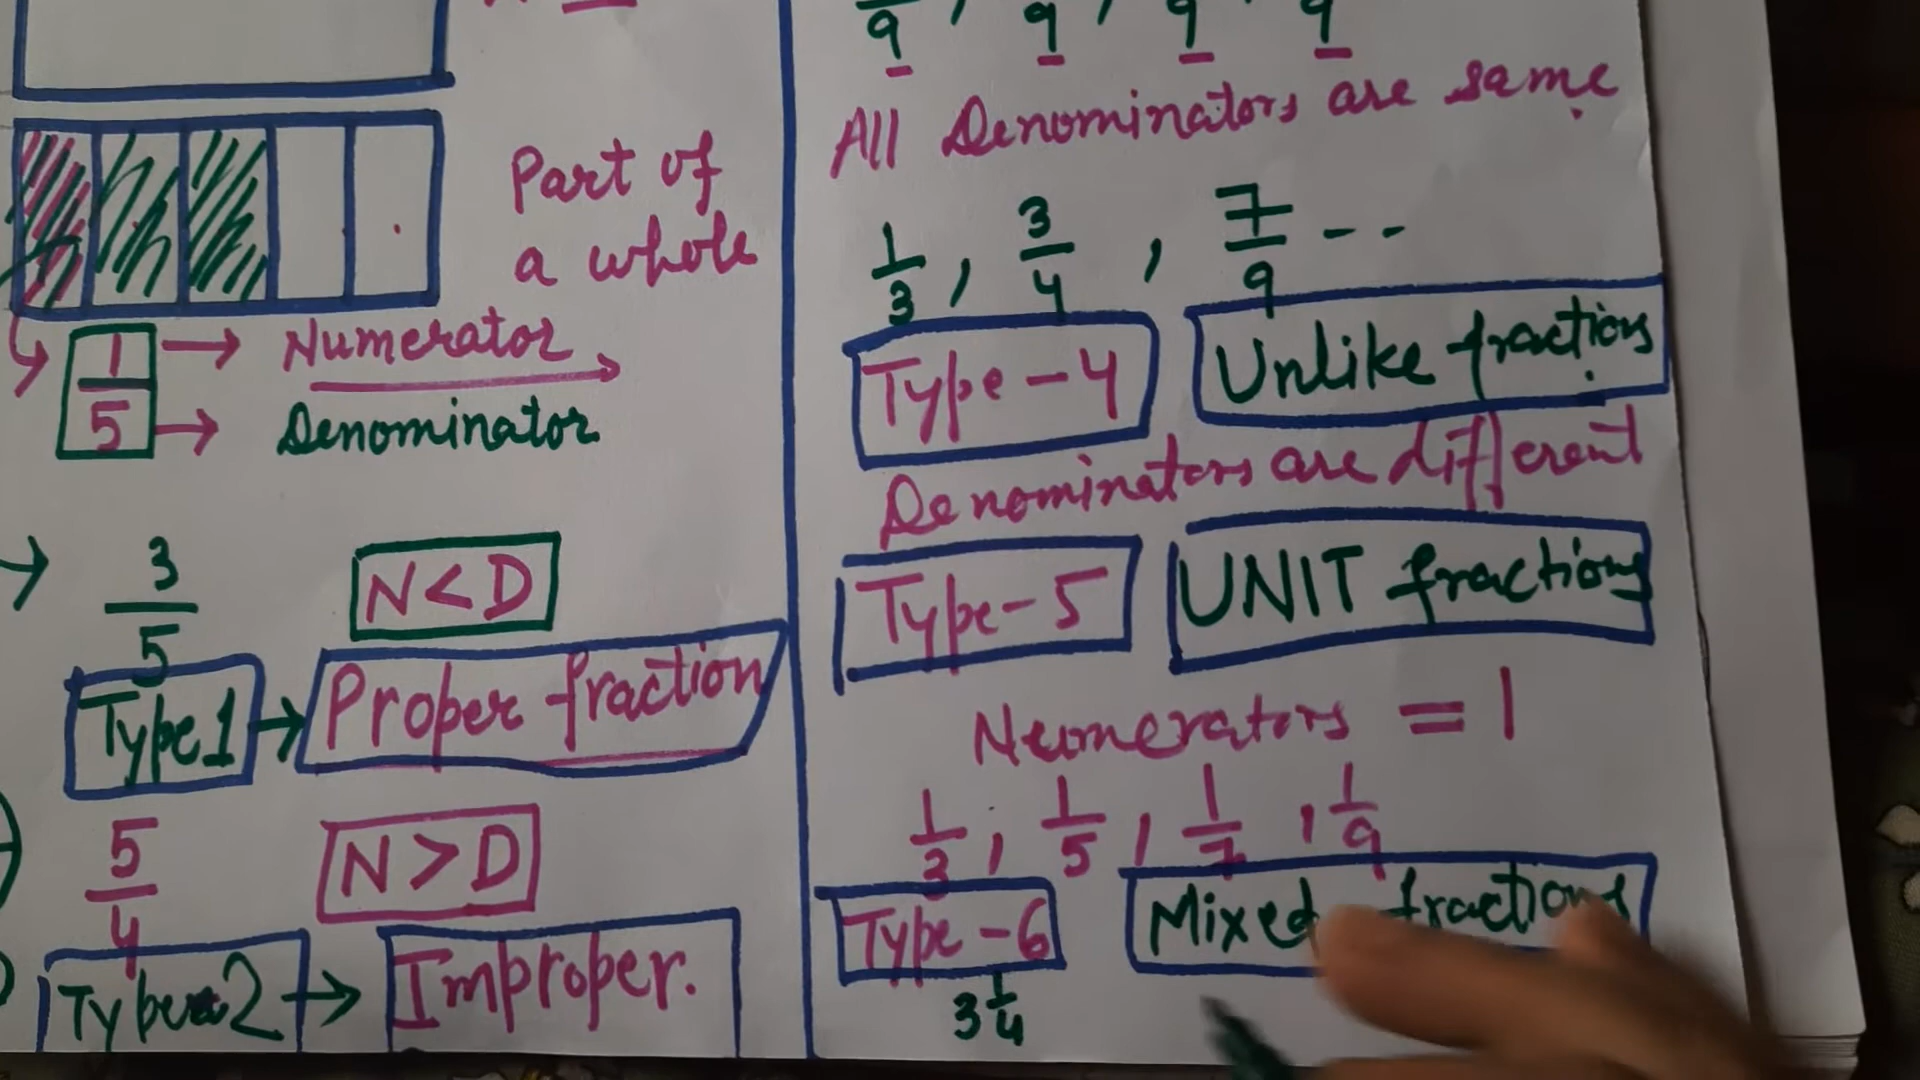 Part of
a whole
1/5 → Numerator
→ Denominator
3/5 N<D
Type 1 → Proper fraction
5/4 N>D
Type 2 → Improper.
9 , 9 , 9 , 9
All Denominators are same
1/3 , 3/4 , 7/9 - -
Type - 4 Unlike fractions
Denominators are different
Type - 5 UNIT fractions
Numerators = 1
1/3 , 1/5 , 1/7 , 1/9
Type - 6 Mixed fractions
3 1/4